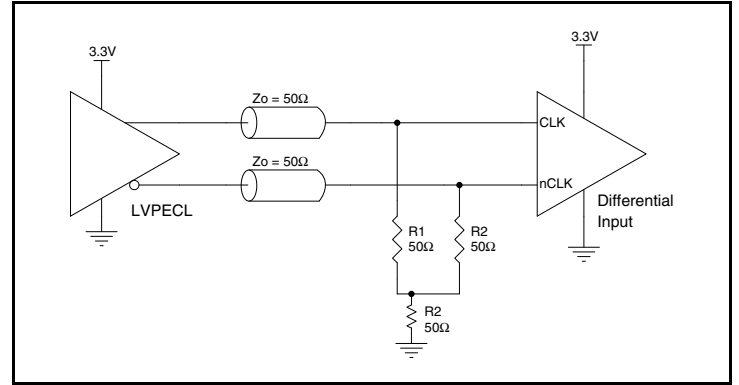 3.3V
3.3V
Zo = 50Ω
CLK
Zo = 50Ω
nCLK
LVPECL
Differential
Input
R1
50Ω
R2
50Ω
R2
50Ω